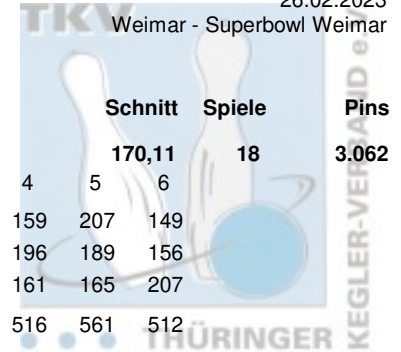 26.02.2023
Weimar - Superbowl Weimar
TKV
Schnitt Spiele Pins
170,11 18 3.062
4 5 6
159 207 149
196 189 156
161 165 207
516 561 512
THÜRINGER
KEGLER-VERBAND e.V.